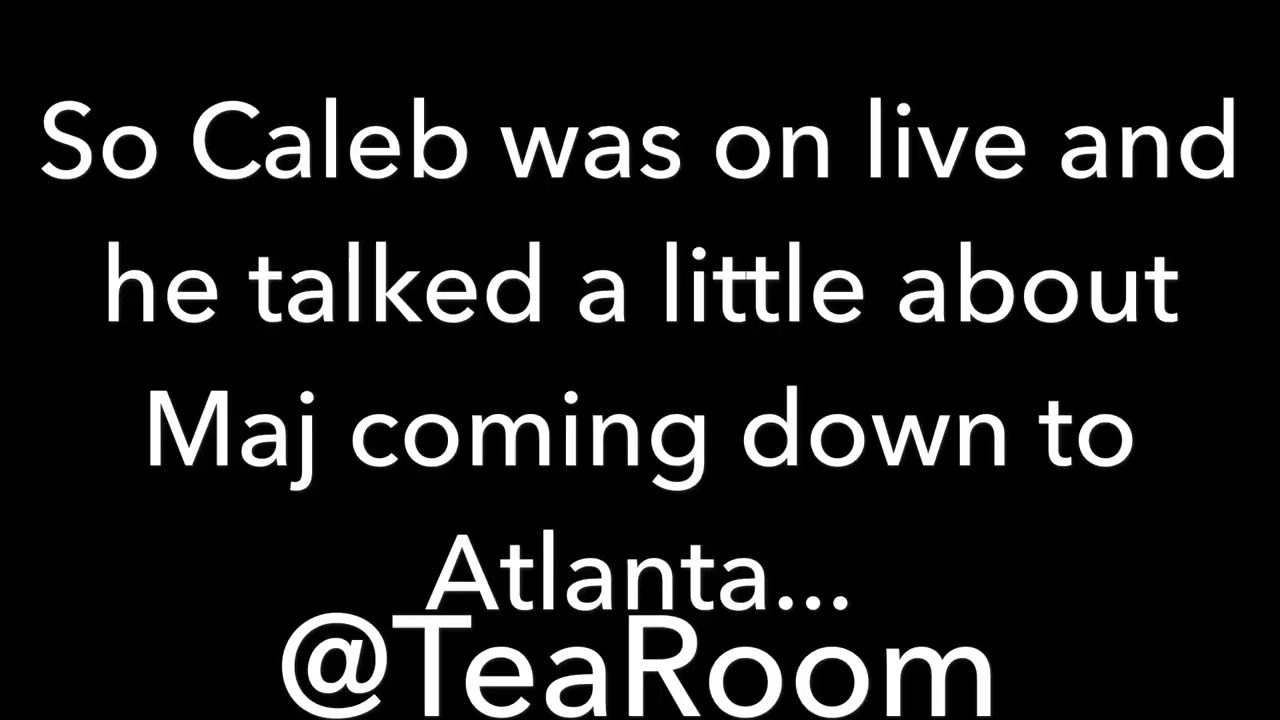 So Caleb was on live and
he talked a little about
Maj coming down to
Atlanta...
@TeaRoom